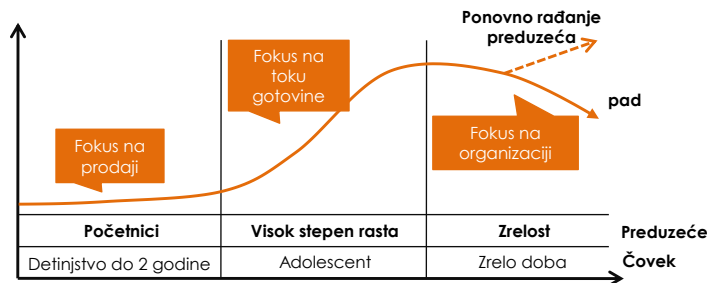 Ponovno rađanje
preduzeća
Fokus na
toku
gotovine
pad
Fokus na
prodaji
Fokus na
organizaciji
Početnici
Visok stepen rasta
Zrelost
Preduzeće
Detinjstvo do 2 godine
Adolescent
Zrelo doba
Čovek